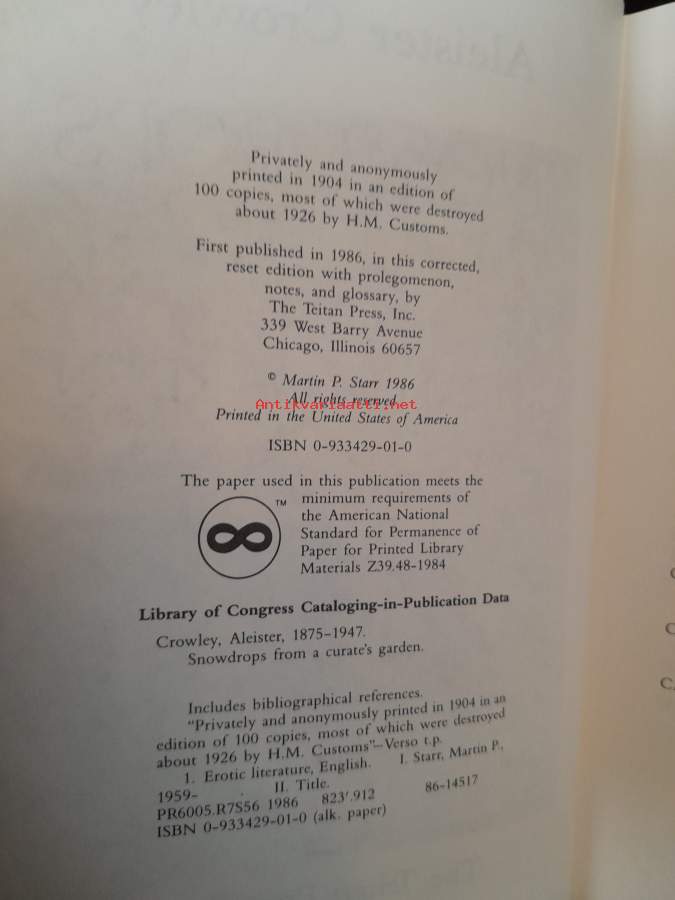 Privately and anonymously
printed in 1904 in an edition of
100 copies, most of which were destroyed
about 1926 by H.M. Customs.
First published in 1986, in this corrected,
reset edition with prolegomenon,
notes, and glossary, by
The Teitan Press, Inc.
339 West Barry Avenue
Chicago, Illinois 60657
© Martin P. Starr 1986
All rights reserved
Antikvariaatti.net
Printed in the United States of America
ISBN 0-933429-01-0
The paper used in this publication meets the
minimum requirements of
the American National
Standard for Permanence of
Paper for Printed Library
Materials Z39.48-1984
TM
Library of Congress Cataloging-in-Publication Data
Crowley, Aleister, 1875-1947.
Snowdrops from a curate's garden.
Includes bibliographical references.
"Privately and anonymously printed in 1904 in an
edition of 100 copies, most of which were destroyed
about 1926 by H.M. Customs"—Verso t.p.
1. Erotic literature, English. I. Starr, Martin P.,
1959- . II. Title.
PR6005.R7S56 1986 823'.912 86-14517
ISBN 0-933429-01-0 (alk. paper)